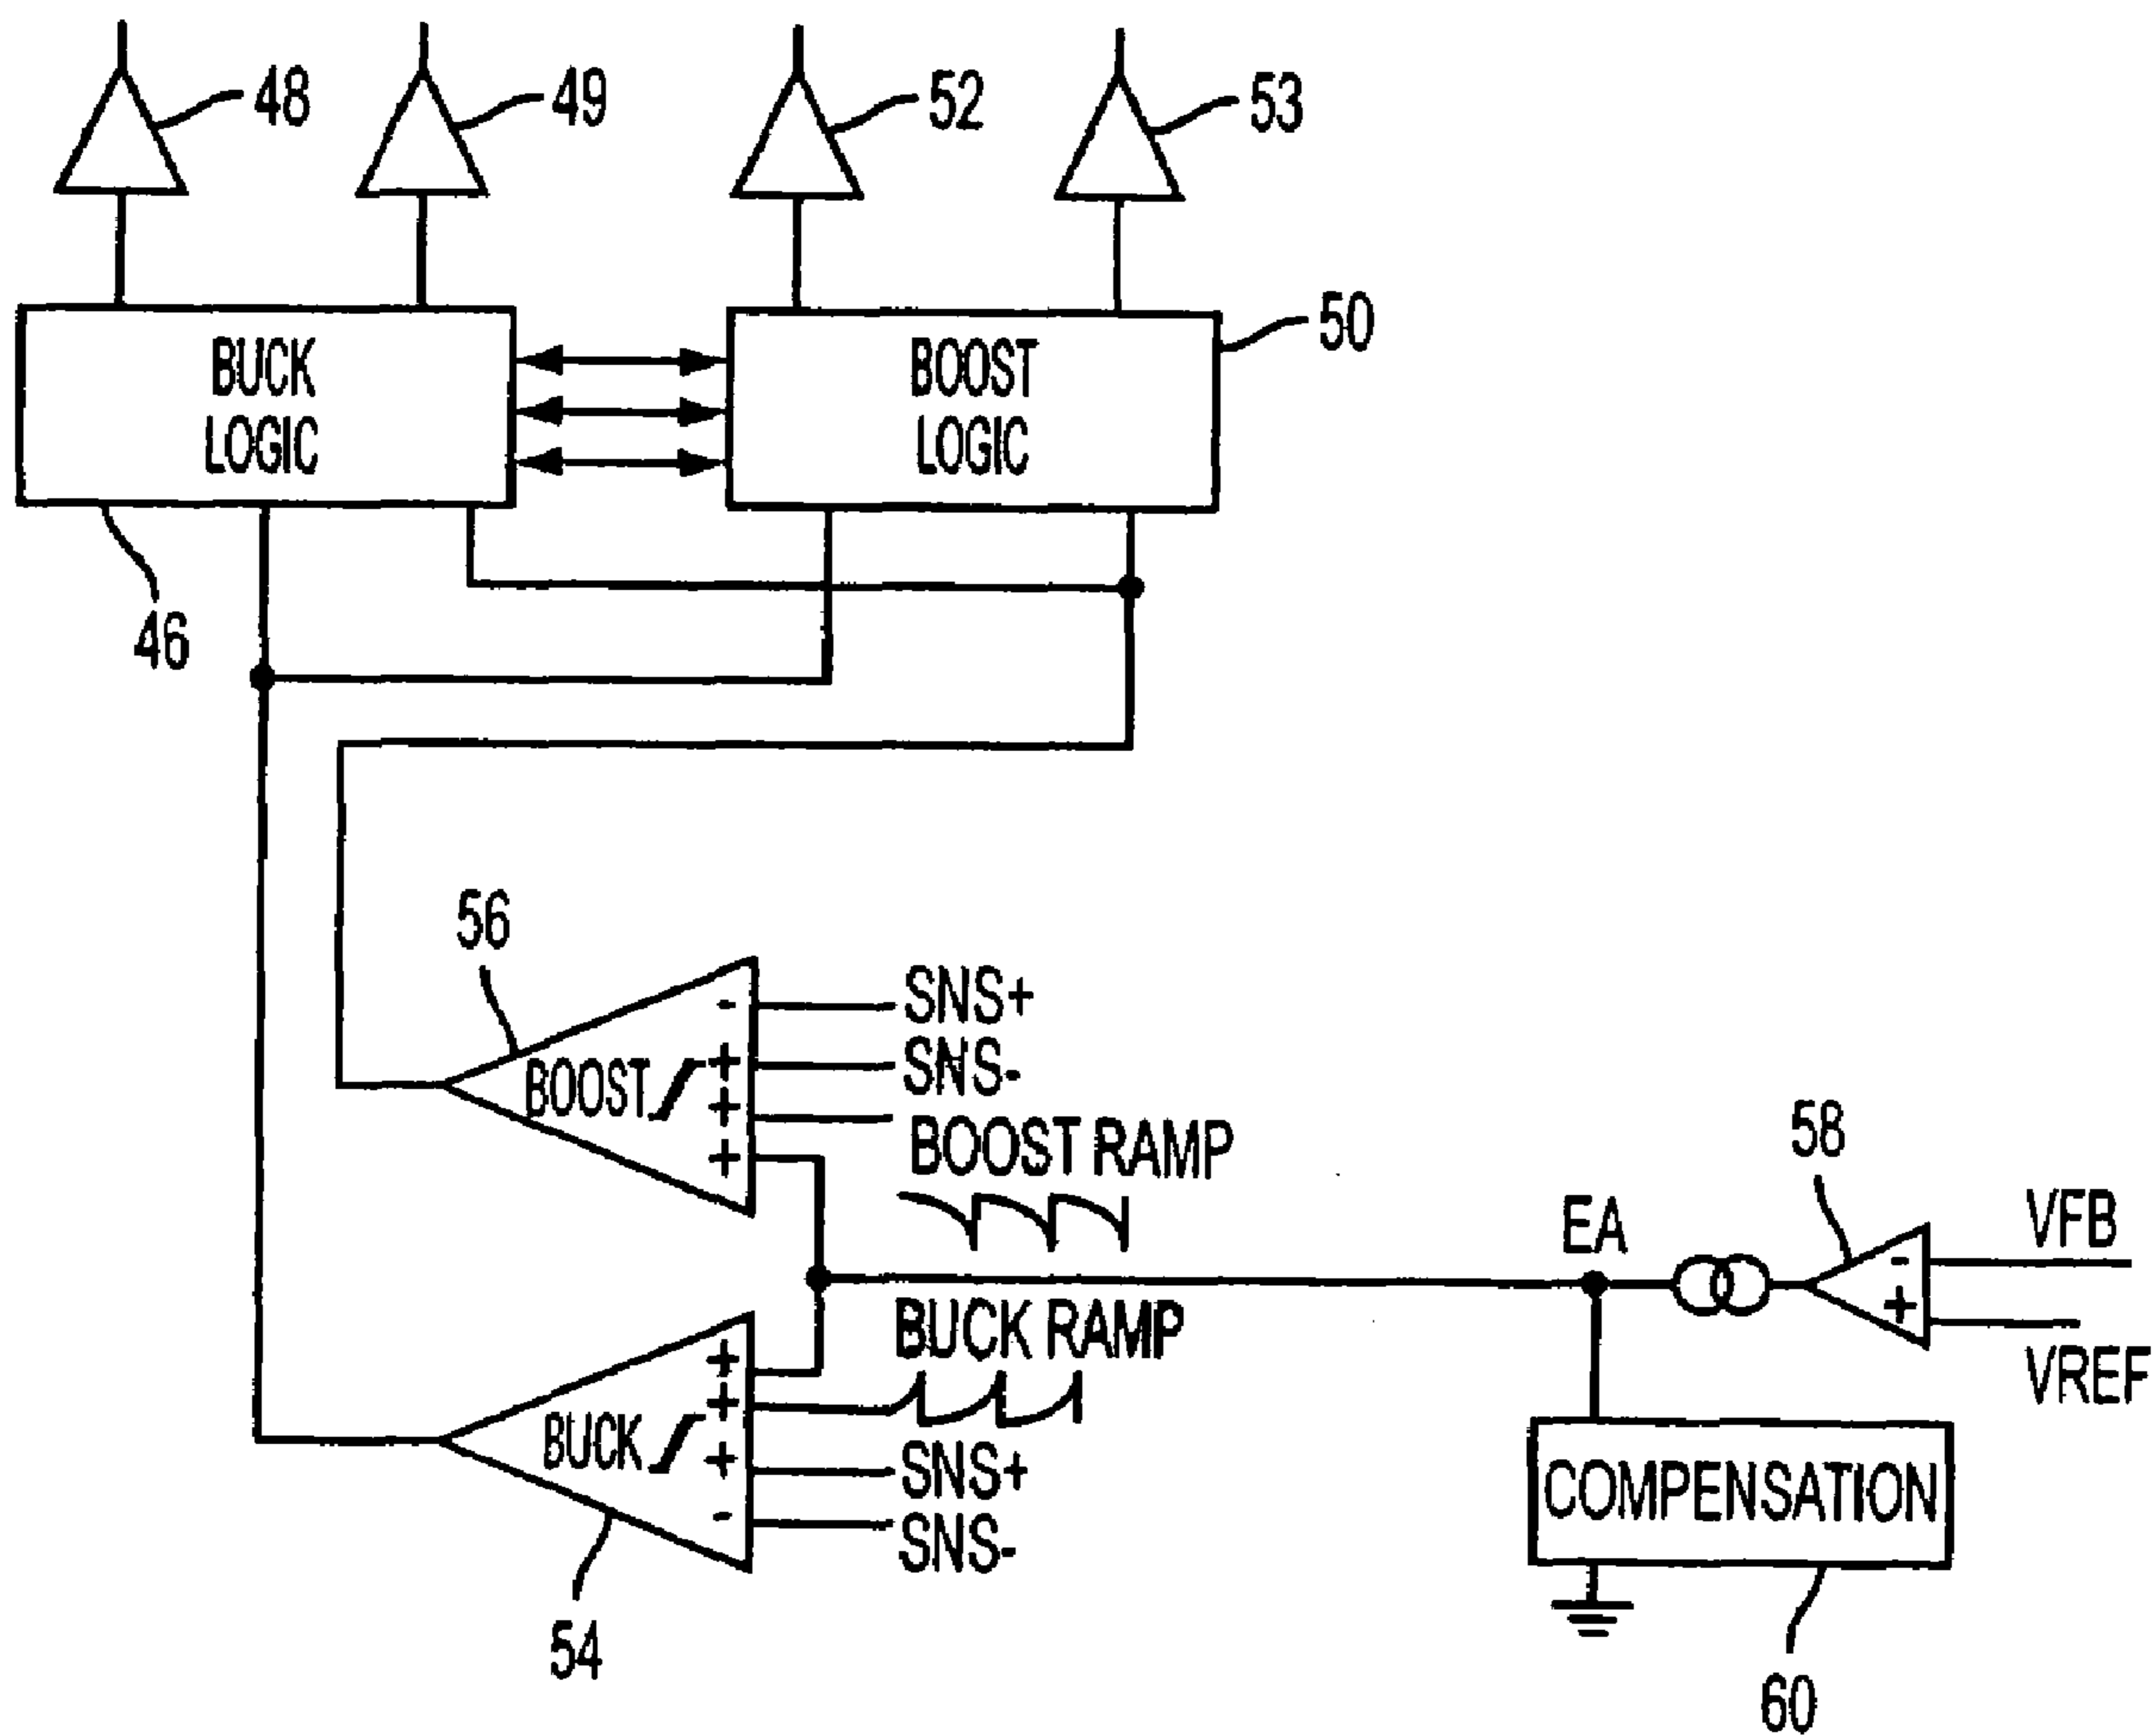 48
49
52
53
BUCK
LOGIC
BOOST
LOGIC
50
46
56
-
SNS+
BOOST
+
SNS-
+
BOOST RAMP
+
58
EA
VFB
-
+
VREF
BUCK RAMP
+
+
BUCK
+
SNS+
-
SNS-
COMPENSATION
54
60